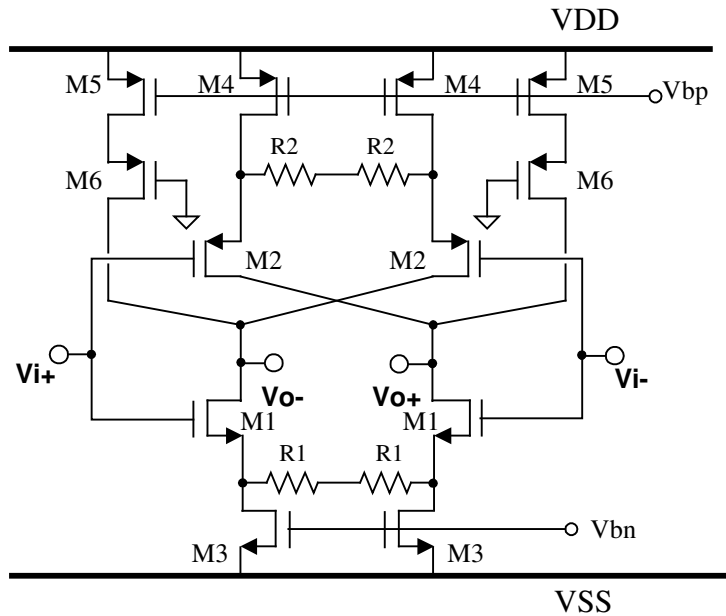 VDD
M5 M4 M4 M5
Vbp
R2 R2
M6 M6
M2 M2
Vi+ Vo- Vo+ Vi-
M1 M1
R1 R1
Vbn
M3 M3
VSS